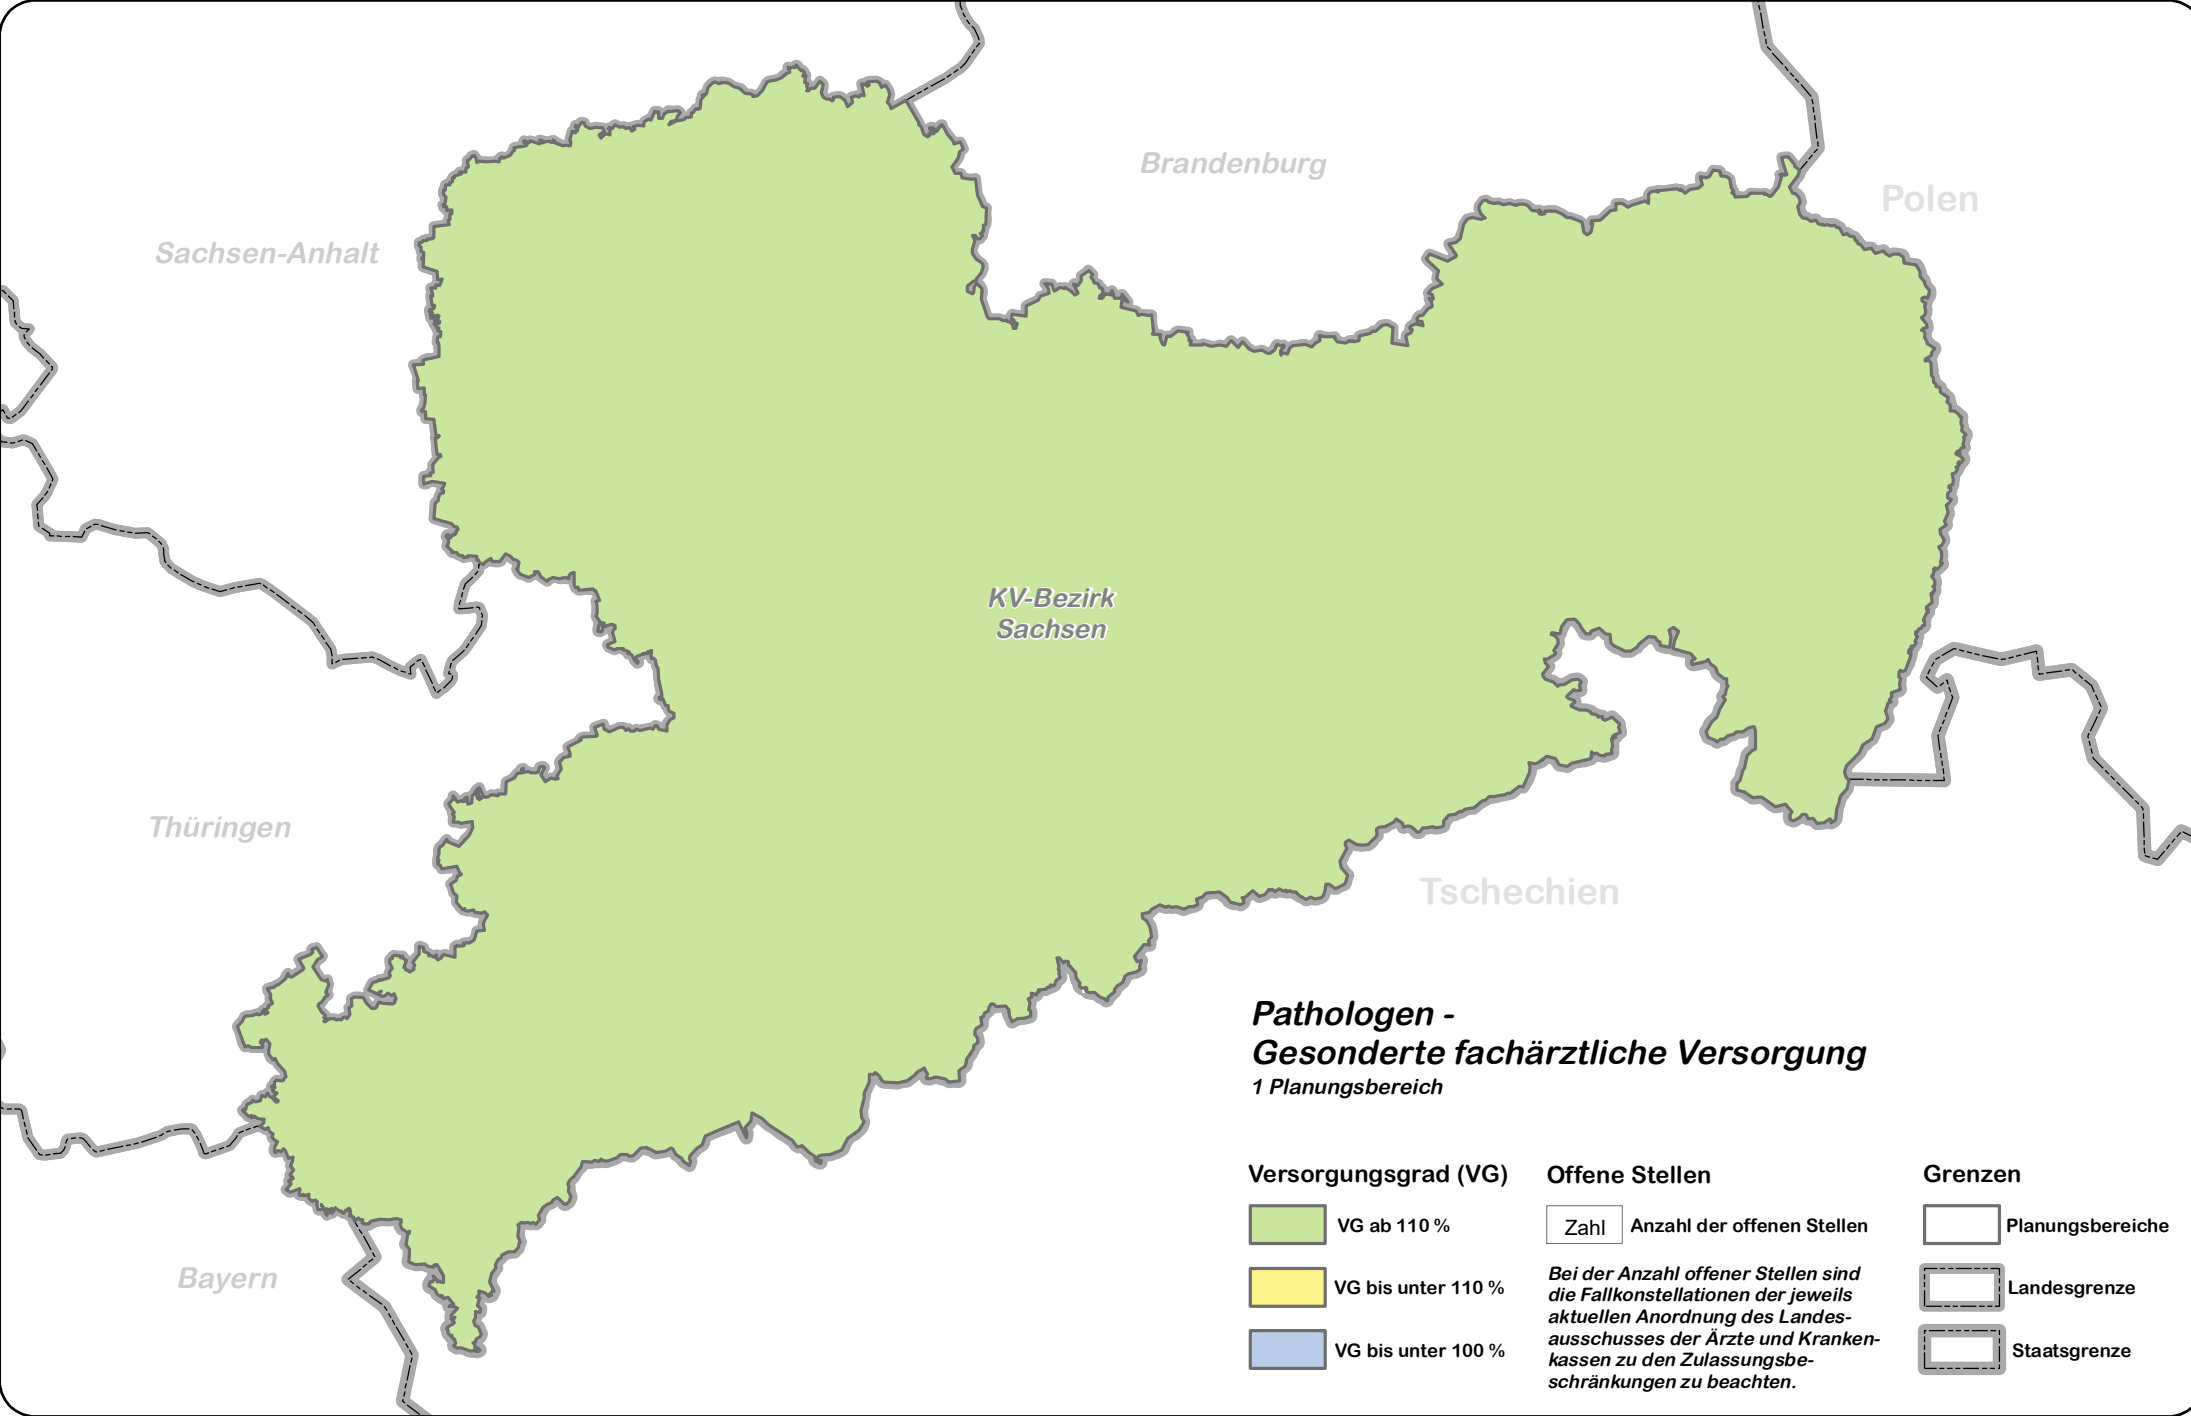 Brandenburg
Polen
Sachsen-Anhalt
KV-Bezirk
Sachsen
Thüringen
Tschechien
Bayern
Pathologen -
Gesonderte fachärztliche Versorgung
1 Planungsbereich
Versorgungsgrad (VG)
VG ab 110 %
VG bis unter 110 %
VG bis unter 100 %
Offene Stellen
Zahl
Anzahl der offenen Stellen
Bei der Anzahl offener Stellen sind
die Fallkonstellationen der jeweils
aktuellen Anordnung des Landes-
ausschusses der Ärzte und Kranken-
kassen zu den Zulassungsbe-
schränkungen zu beachten.
Grenzen
Planungsbereiche
Landesgrenze
Staatsgrenze